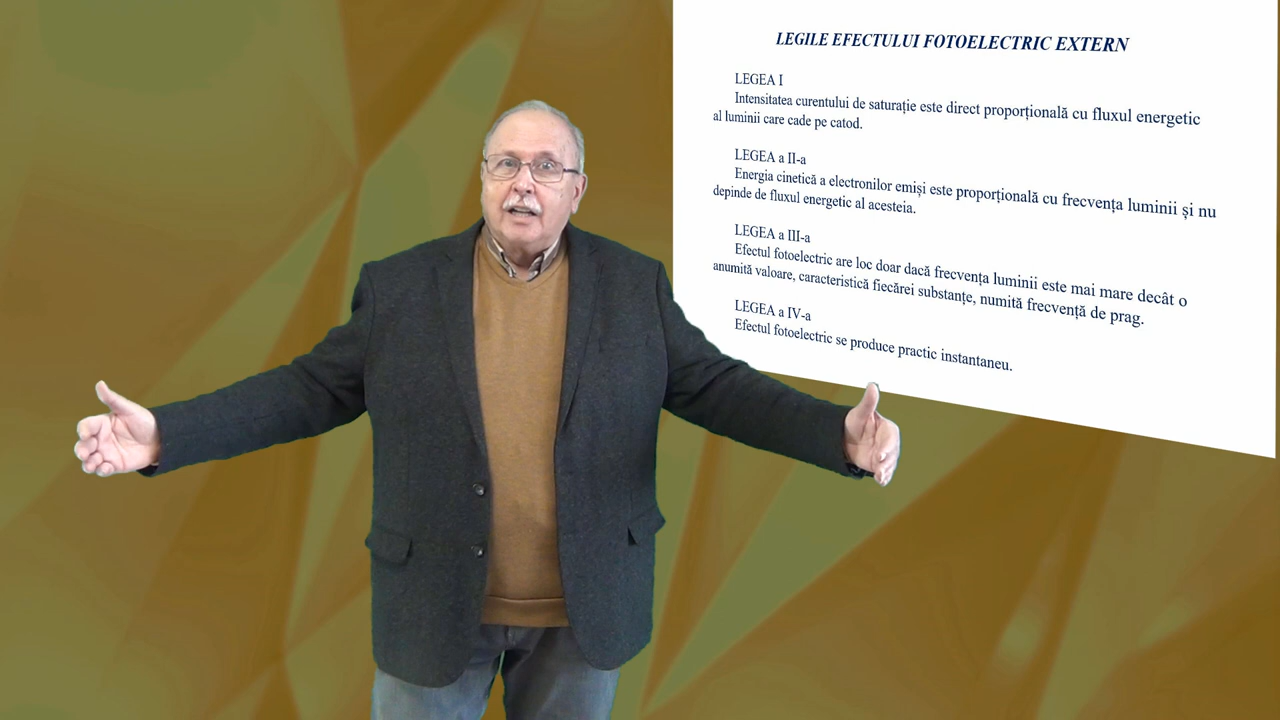 LEGILE EFECTULUI FOTOELECTRIC EXTERN
LEGEA I
Intensitatea curentului de saturație este direct proporțională cu fluxul energetic
al luminii care cade pe catod.
LEGEA a II-a
Energia cinetică a electronilor emiși este proporțională cu frecvența luminii și nu
depinde de fluxul energetic al acesteia.
LEGEA a III-a
Efectul fotoelectric are loc doar dacă frecvența luminii este mai mare decât o
anumită valoare, caracteristică fiecărei substanțe, numită frecvență de prag.
LEGEA a IV-a
Efectul fotoelectric se produce practic instantaneu.